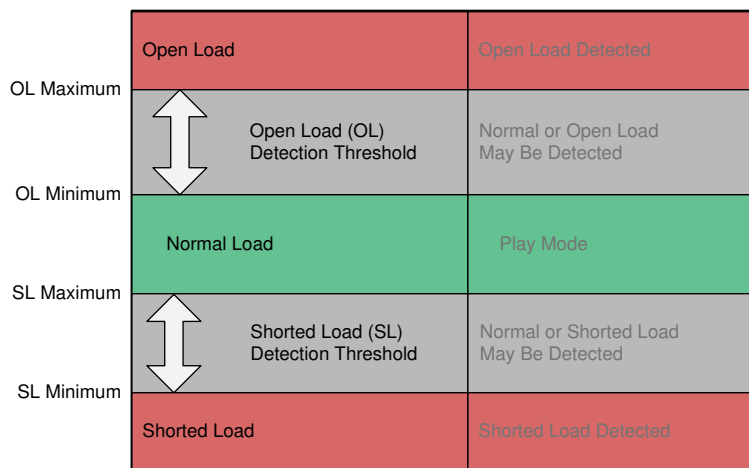 Open Load
Open Load Detected
OL Maximum
Open Load (OL)
Detection Threshold
Normal or Open Load
May Be Detected
OL Minimum
Normal Load
Play Mode
SL Maximum
Shorted Load (SL)
Detection Threshold
Normal or Shorted Load
May Be Detected
SL Minimum
Shorted Load
Shorted Load Detected